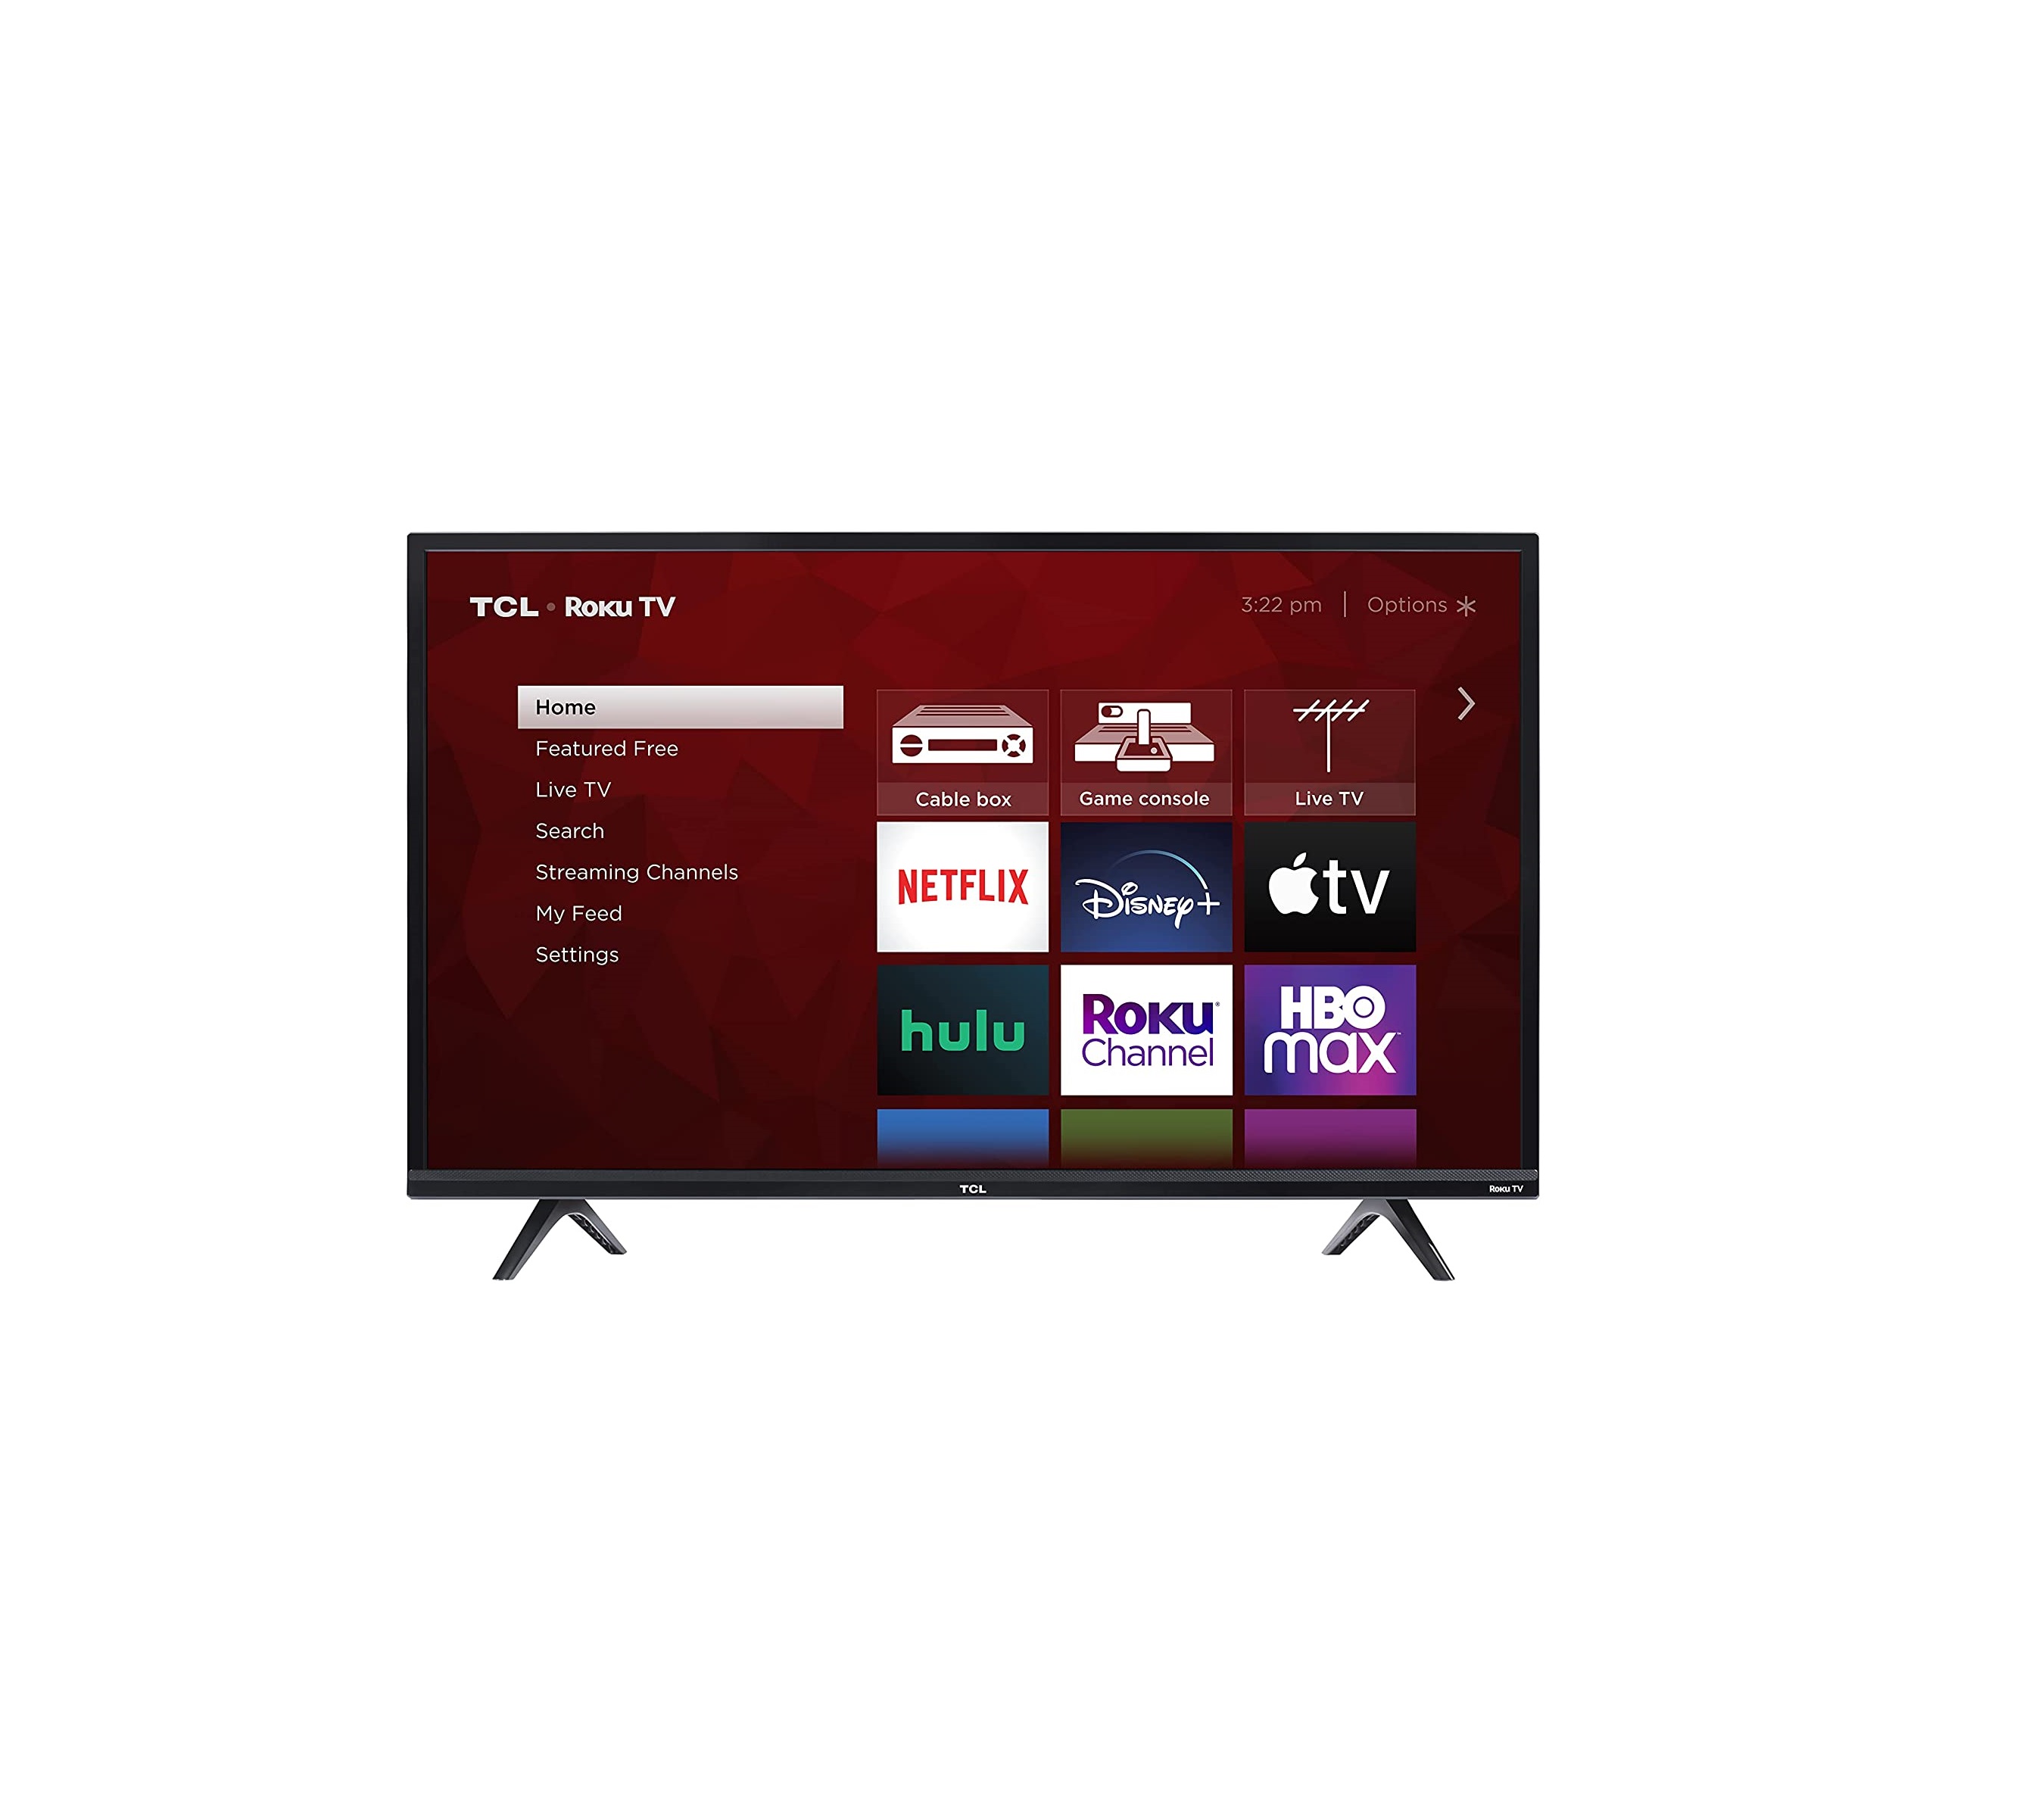 TCL • Roku TV
3:22 pm | Options *
Home
Featured Free
Live TV
Search
Streaming Channels
My Feed
Settings
Cable box
Game console
Live TV
NETFLIX
Disney+
tv
hulu
Roku Channel
HBO max
TCL
Roku TV